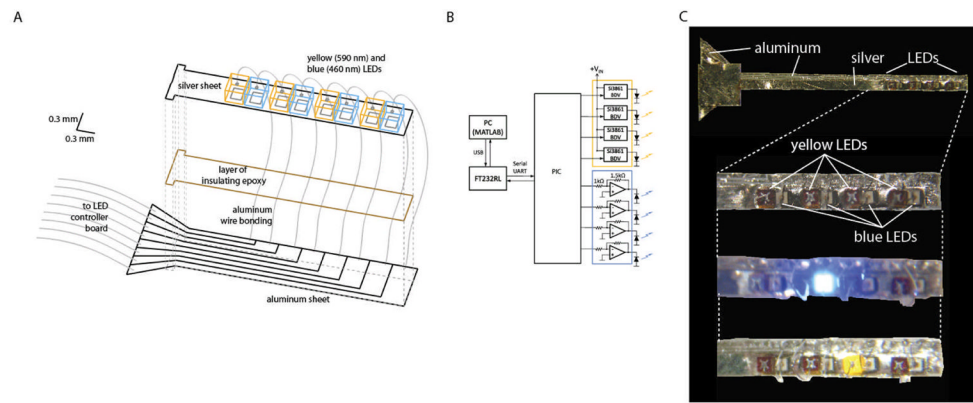 A
yellow (590 nm) and
blue (460 nm) LEDs
silver sheet
0.3 mm
0.3 mm
layer of
insulating epoxy
to LED
controller
board
aluminum
wire bonding
aluminum sheet
B
+V_IN
PC
(MATLAB)
USB
FT232RL
Serial
UART
PIC
SI3861
BDV
SI3861
BDV
SI3861
BDV
SI3861
BDV
1kΩ
1.5kΩ
C
aluminum
silver
LEDs
yellow LEDs
blue LEDs